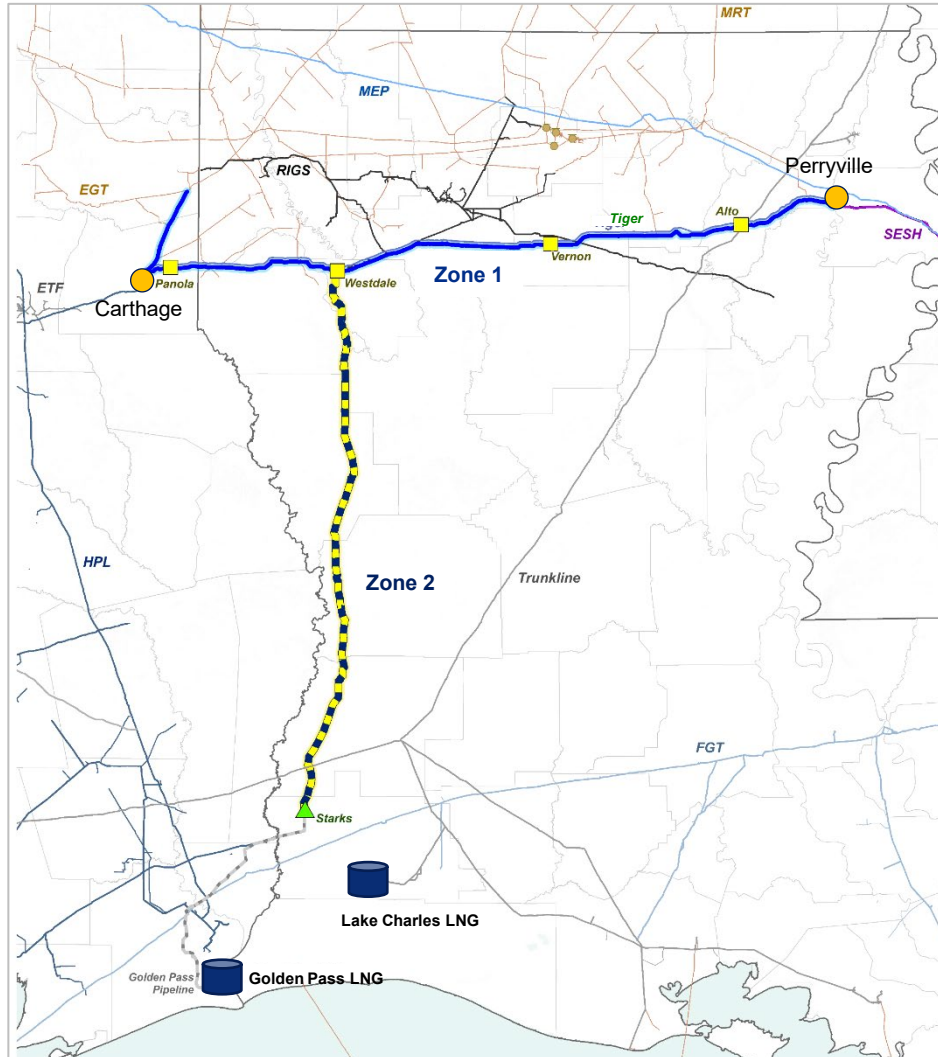 MRT
MEP
Perryville
EGT
RIGS
Tiger
Alto
SESH
Vernon
Panola
Westdale
Zone 1
ETF
Carthage
HPL
Trunkline
Zone 2
FGT
Starks
Lake Charles LNG
Golden Pass
Pipeline
Golden Pass LNG